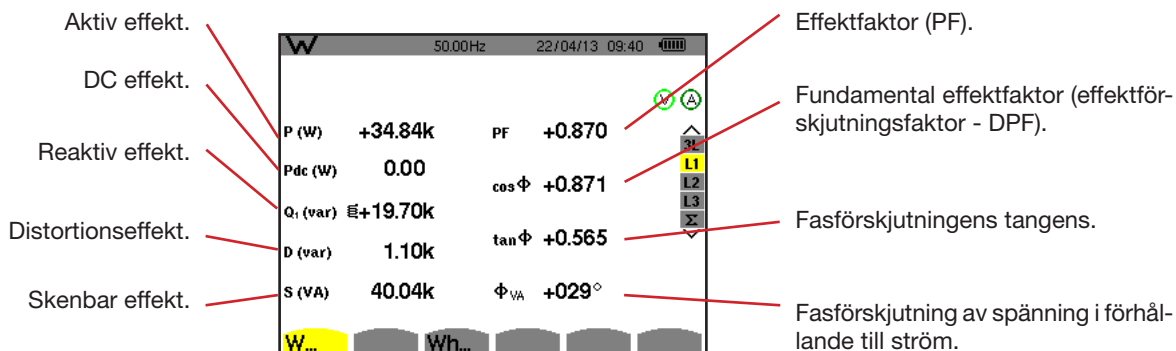 Aktiv effekt.
DC effekt.
Reaktiv effekt.
Distortionseffekt.
Skenbar effekt.
W 50.00Hz 22/04/13 09:40
V A
P (W) +34.84k PF +0.870
Pdc (W) 0.00
cos Φ +0.871
Q₁ (var) +19.70k
tan Φ +0.565
D (var) 1.10k
S (VA) 40.04k Φ VA +029°
3L
L1
L2
L3
Σ
W... Wh...
Effektfaktor (PF).
Fundamental effektfaktor (effektför-
skjutningsfaktor - DPF).
Fasförskjutningens tangens.
Fasförskjutning av spänning i förhål-
lande till ström.